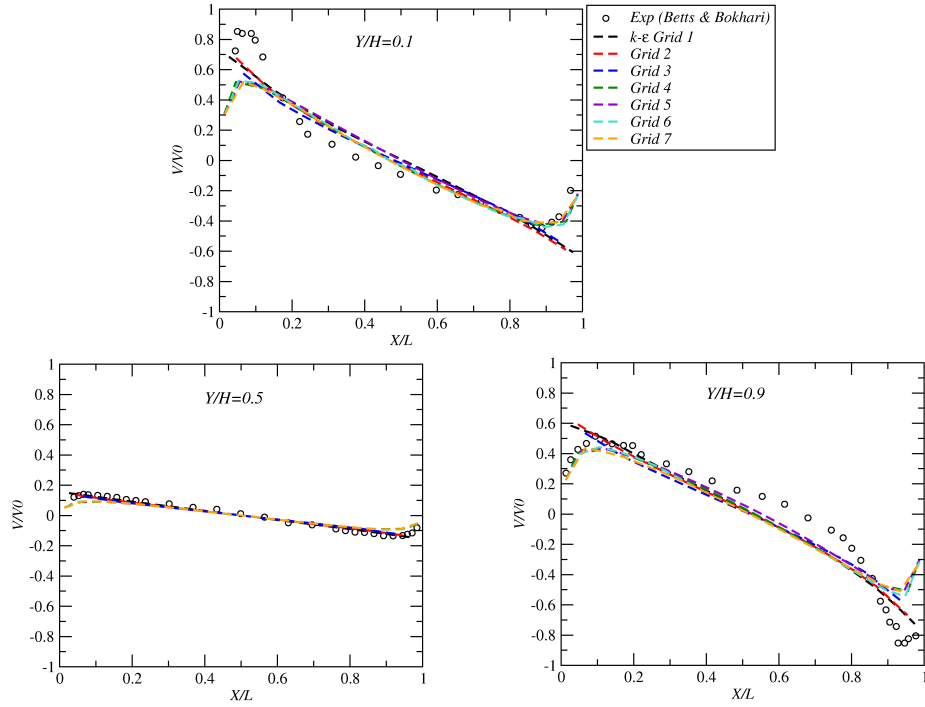 Y/H=0.1
Exp (Betts & Bokhari)
k-ε Grid 1
Grid 2
Grid 3
Grid 4
Grid 5
Grid 6
Grid 7
1
0.8
0.6
0.4
0.2
0
-0.2
-0.4
-0.6
-0.8
-1
V/V0
0 0.2 0.4 0.6 0.8 1
X/L
Y/H=0.5
1
0.8
0.6
0.4
0.2
0
-0.2
-0.4
-0.6
-0.8
-1
V/V0
0 0.2 0.4 0.6 0.8 1
X/L
Y/H=0.9
1
0.8
0.6
0.4
0.2
0
-0.2
-0.4
-0.6
-0.8
-1
V/V0
0 0.2 0.4 0.6 0.8 1
X/L